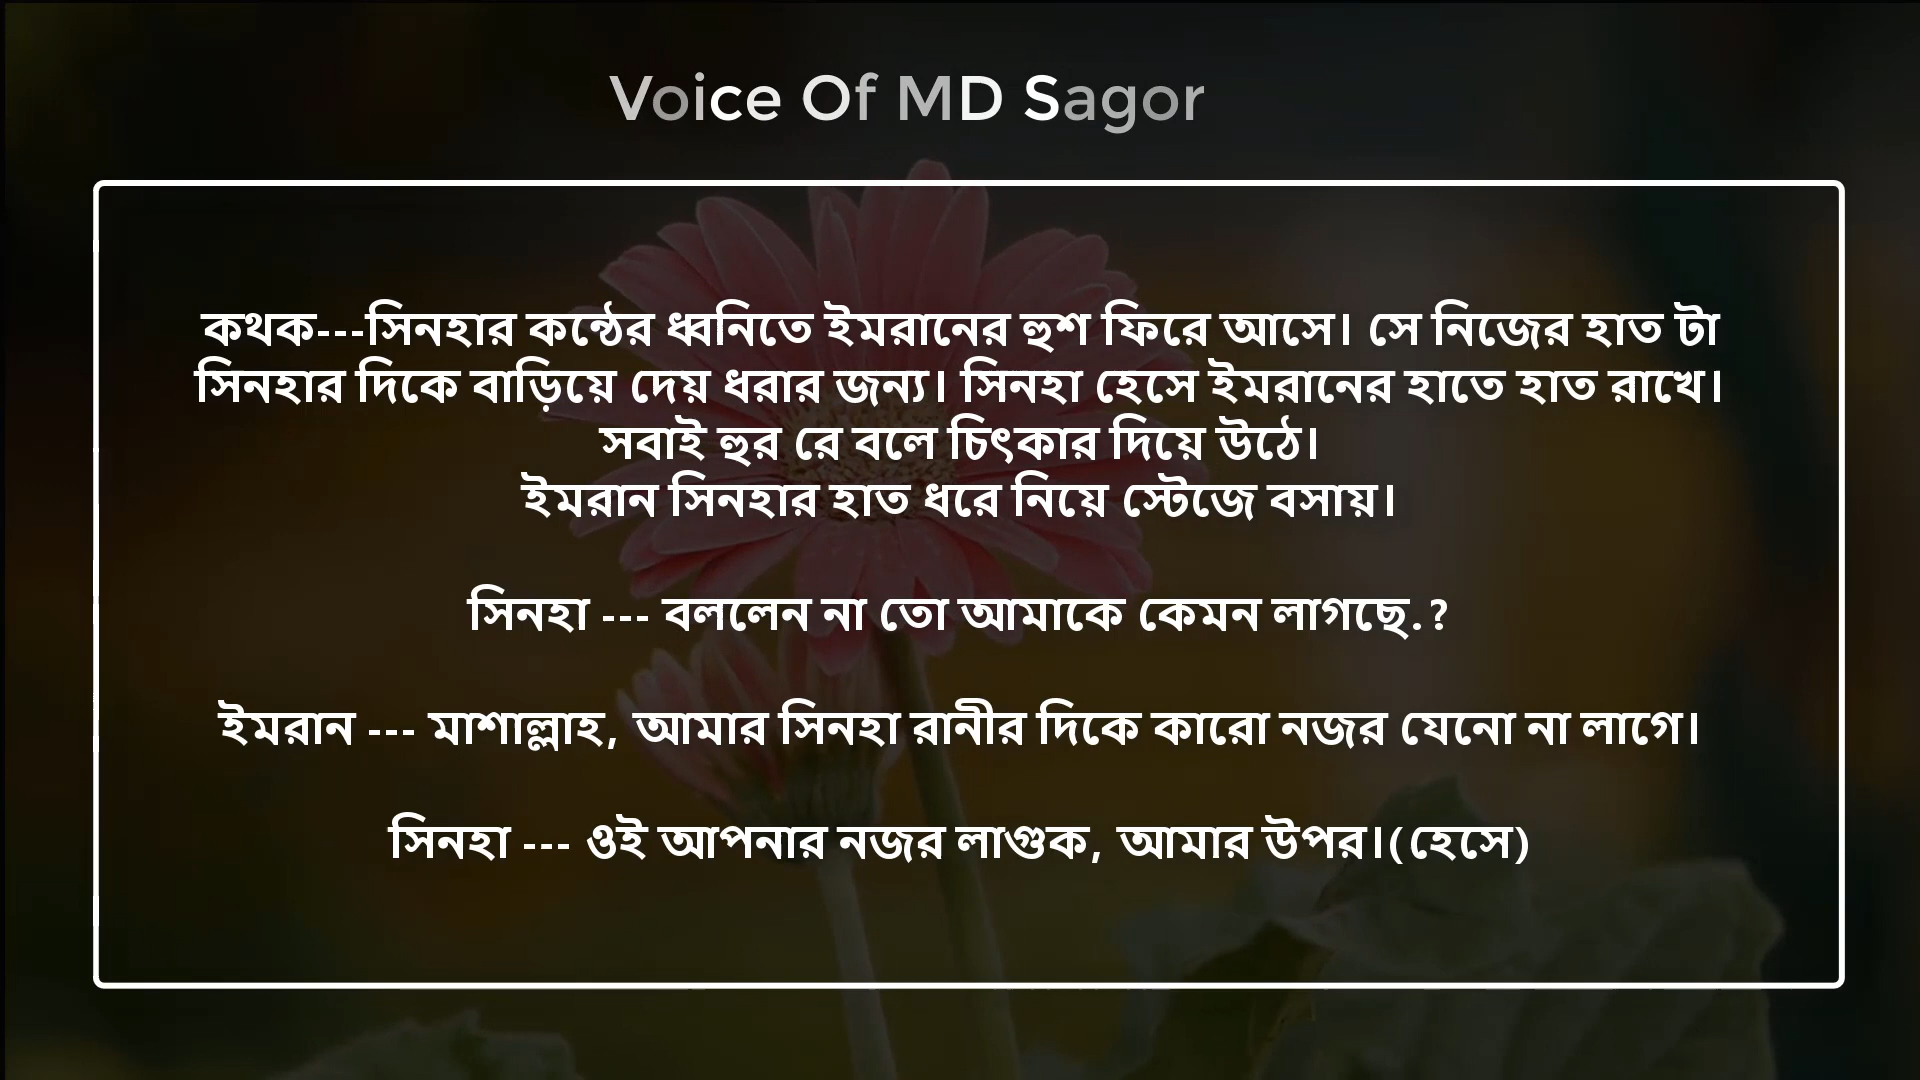 Voice Of MD Sagor
কথক---সিনহার কন্ঠের ধ্বনিতে ইমরানের হুশ ফিরে আসে। সে নিজের হাত টা
সিনহার দিকে বাড়িয়ে দেয় ধরার জন্য। সিনহা হেসে ইমরানের হাতে হাত রাখে।
সবাই হুর রে বলে চিৎকার দিয়ে উঠে।
ইমরান সিনহার হাত ধরে নিয়ে স্টেজে বসায়।
সিনহা --- বললেন না তো আমাকে কেমন লাগছে.?
ইমরান --- মাশাল্লাহ, আমার সিনহা রানীর দিকে কারো নজর যেনো না লাগে।
সিনহা --- ওই আপনার নজর লাগুক, আমার উপর।(হেসে)